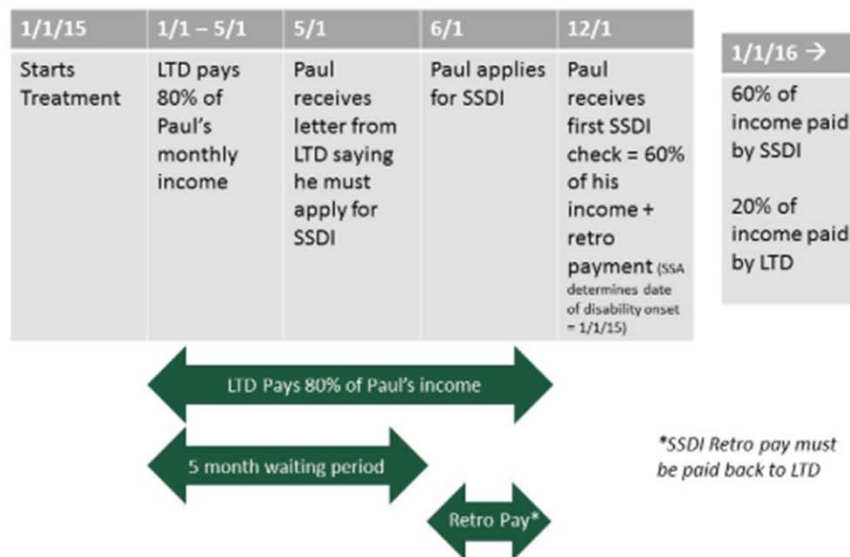 1/1/15
1/1 – 5/1
5/1
6/1
12/1
1/1/16 →
Starts
Treatment
LTD pays
80% of
Paul's
monthly
income
Paul
receives
letter from
LTD saying
he must
apply for
SSDI
Paul applies
for SSDI
Paul
receives
first SSDI
check = 60%
of his
income +
retro
payment (SSA
determines date
of disability onset
= 1/1/15)
60% of
income paid
by SSDI
20% of
income paid
by LTD
LTD Pays 80% of Paul's income
5 month waiting period
Retro Pay*
*SSDI Retro pay must
be paid back to LTD